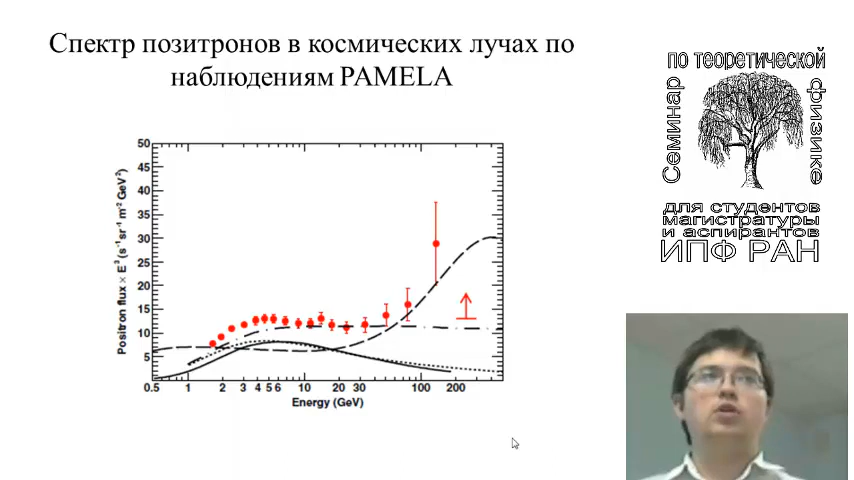 Спектр позитронов в космических лучах по
наблюдениям PAMELA
по теоретической
Семинар
физике
для студентов
магистратуры
и аспирантов
ИПФ РАН
Positron flux × E³ (s⁻¹ sr⁻¹ m⁻² GeV²)
50
45
40
35
30
25
20
15
10
5
0.5 1 2 3 4 5 6 10 20 30 100 200
Energy (GeV)